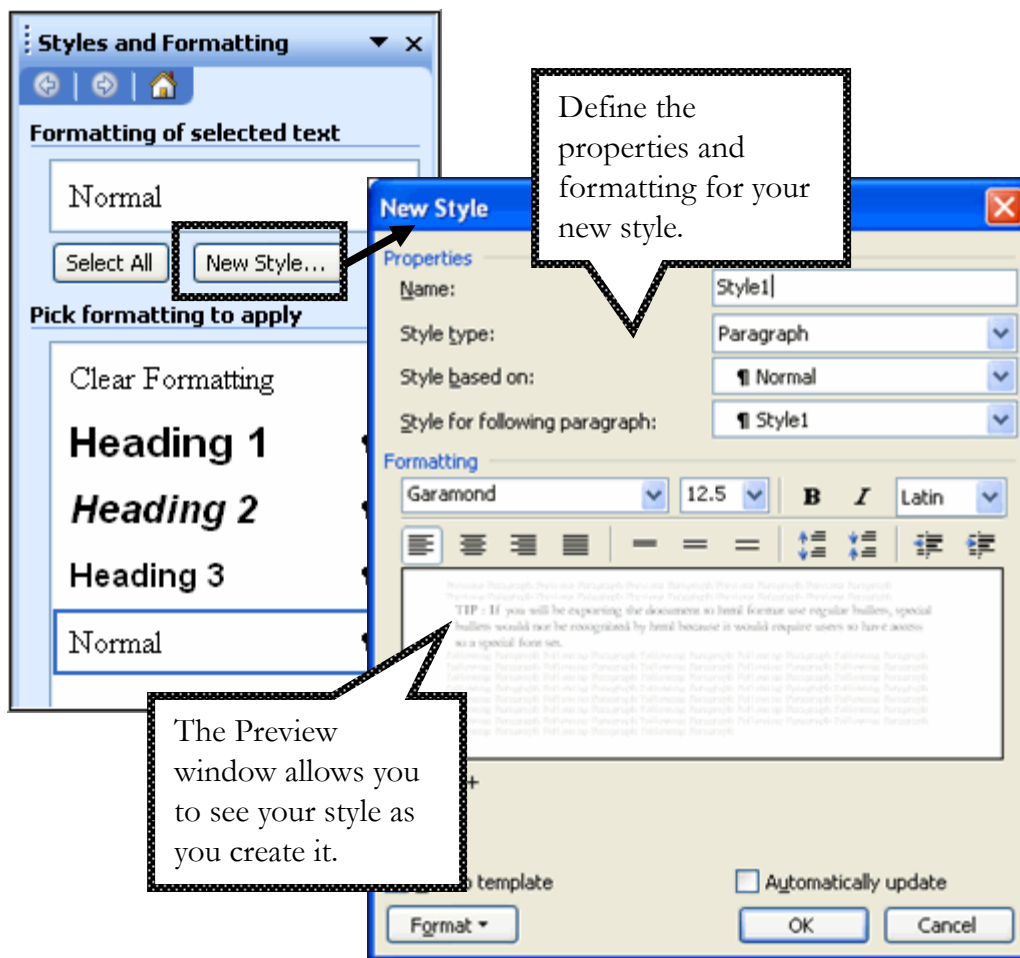 Styles and Formatting
Formatting of selected text
Normal
Select All
New Style...
Pick formatting to apply
Clear Formatting
Heading 1
Heading 2
Heading 3
Normal
Define the
properties and
formatting for your
new style.
New Style
Properties
Name:
Style1
Style type:
Paragraph
Style based on:
¶ Normal
Style for following paragraph:
¶ Style1
Formatting
Garamond
12.5
B
I
Latin
TIP : If you will be exporting the document to html format use regular bullets, special
bullets would not be recognized by html because it would require users to have access
to a special font set.
The Preview
window allows you
to see your style as
you create it.
+
template
Automatically update
Format
OK
Cancel